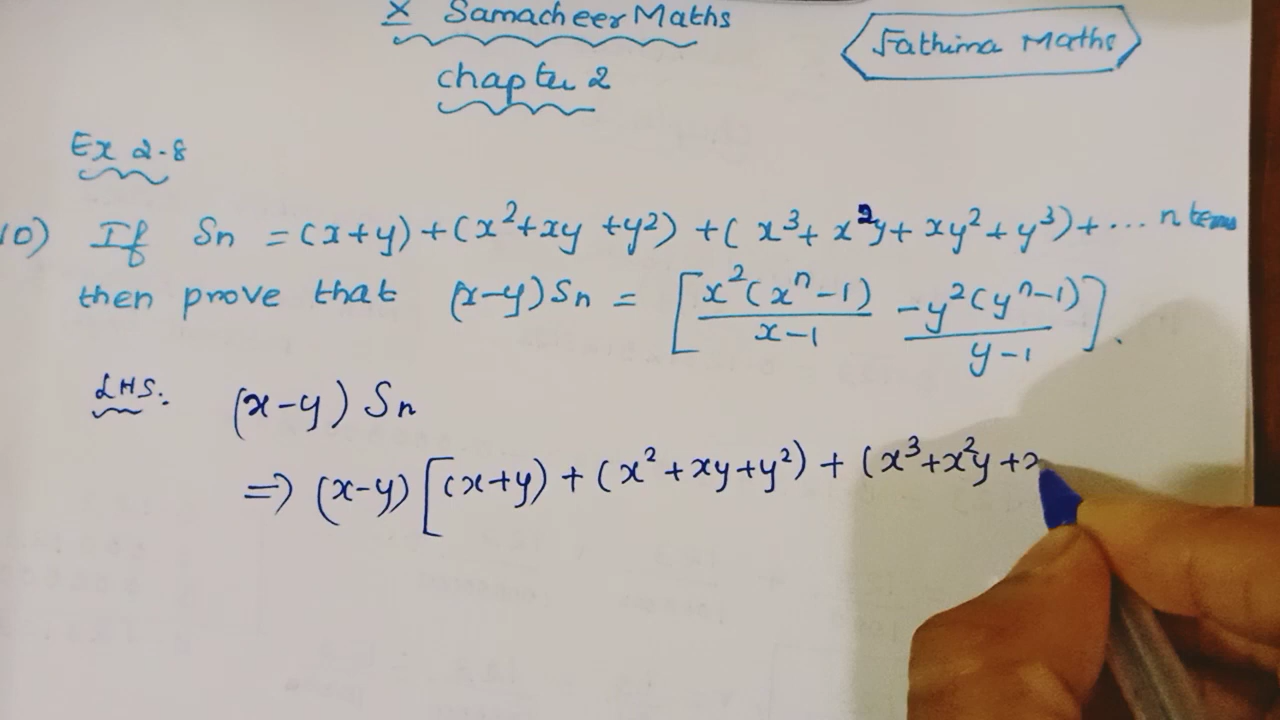 X Samacheer Maths
Fathima Maths
chapter 2
Ex 2.8
10) If Sn = (x+y) + (x²+xy+y²) + (x³+x²y+xy²+y³)+... n terms
then prove that (x-y)Sn = [x²(xⁿ-1)/x-1 -y²(yⁿ-1)/y-1].
LHS. (x-y) Sn
⇒ (x-y) [(x+y) + (x²+xy+y²) + (x³+x²y+x